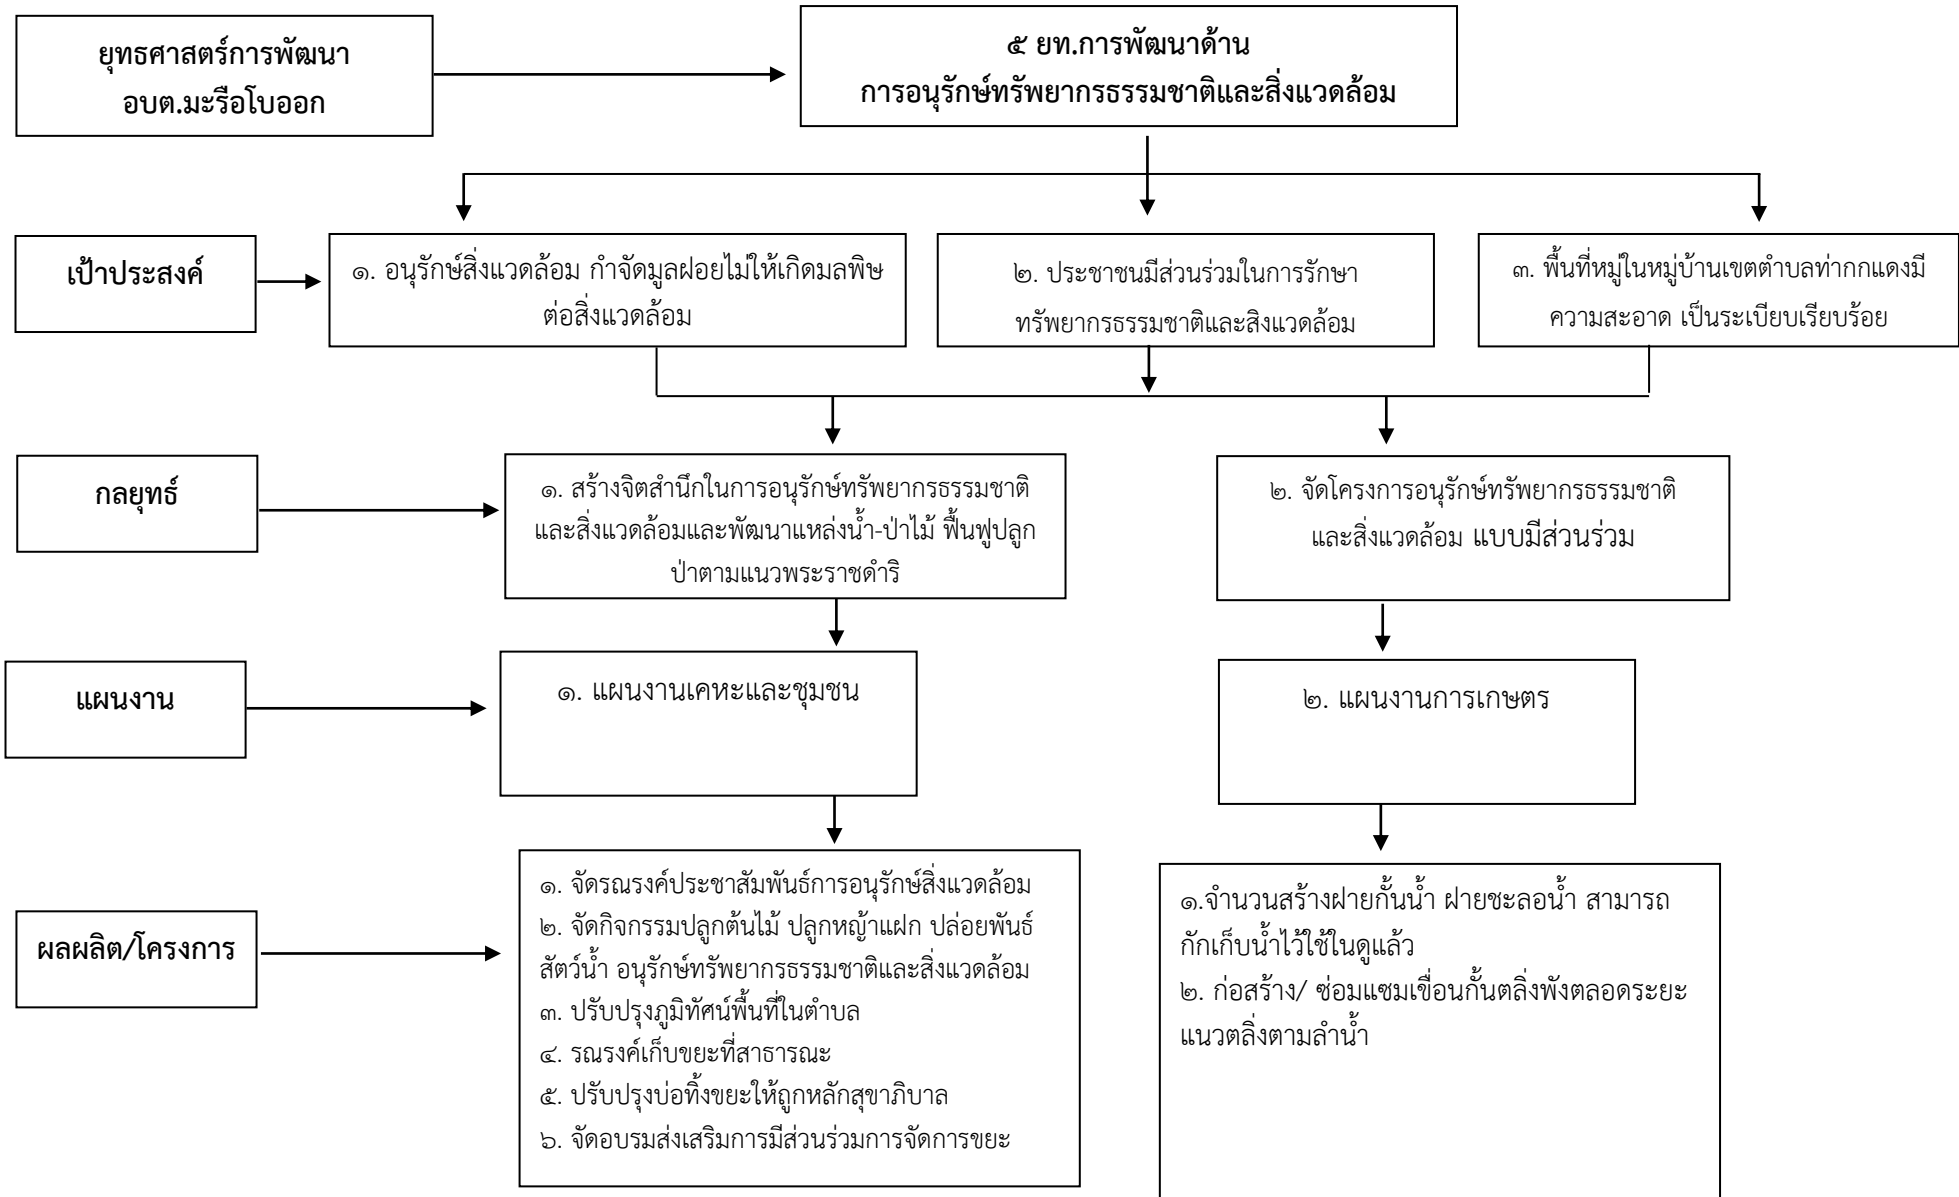 ยุทธศาสตร์การพัฒนา
อบต.มะรือโบออก
๕ ยท.การพัฒนาด้าน
การอนุรักษ์ทรัพยากรธรรมชาติและสิ่งแวดล้อม
เป้าประสงค์
๑. อนุรักษ์สิ่งแวดล้อม กำจัดมูลฝอยไม่ให้เกิดมลพิษ
ต่อสิ่งแวดล้อม
๒. ประชาชนมีส่วนร่วมในการรักษา
ทรัพยากรธรรมชาติและสิงแวดล้อม
๓. พื้นที่หมู่ในหมู่บ้านเขตตำบลท่ากกแดงมี
ความสะอาด เป็นระเบียบเรียบร้อย
กลยุทธ์
๑. สร้างจิตสำนึกในการอนุรักษ์ทรัพยากรธรรมชาติ
และสิ่งแวดล้อมและพัฒนาแหล่งน้ำ-ป่าไม้ ฟื้นฟูปลูก
ป่าตามแนวพระราชดำริ
๒. จัดโครงการอนุรักษ์ทรัพยากรธรรมชาติ
และสิ่งแวดล้อม แบบมีส่วนร่วม
แผนงาน
๑. แผนงานเคหะและชุมชน
๒. แผนงานการเกษตร
ผลผลิต/โครงการ
๑. จัดรณรงค์ประชาสัมพันธ์การอนุรักษ์สิ่งแวดล้อม
๒. จัดกิจกรรมปลูกต้นไม้ ปลูกหญ้าแฝก ปล่อยพันธ์
สัตว์น้ำ อนุรักษ์ทรัพยากรธรรมชาติและสิ่งแวดล้อม
๓. ปรับปรุงภูมิทัศน์พื้นที่ในตำบล
๔. รณรงค์เก็บขยะที่สาธารณะ
๕. ปรับปรุงบ่อทิ้งขยะให้ถูกหลักสุขาภิบาล
๖. จัดอบรมส่งเสริมการมีส่วนร่วมการจัดการขยะ
๑.จำนวนสร้างฝายกั้นน้ำ ฝายชะลอน้ำ สามารถ
กักเก็บน้ำไว้ใช้ในดูแล้ว
๒. ก่อสร้าง/ ซ่อมแซมเขื่อนกั้นตลิ่งพังตลอดระยะ
แนวตลิ่งตามลำน้ำ